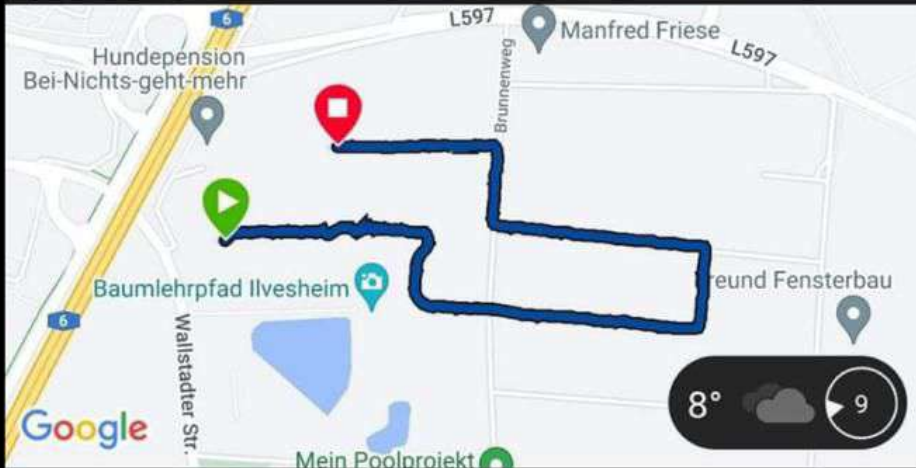 6
L597
Manfred Friese
L597
Hundepension
Bei-Nichts-geht-mehr
Brunnenweg
Baumlehrpfad Ilvesheim
reund Fensterbau
6
Wallstadter Str.
8°
9
Google
Mein Poolprojekt